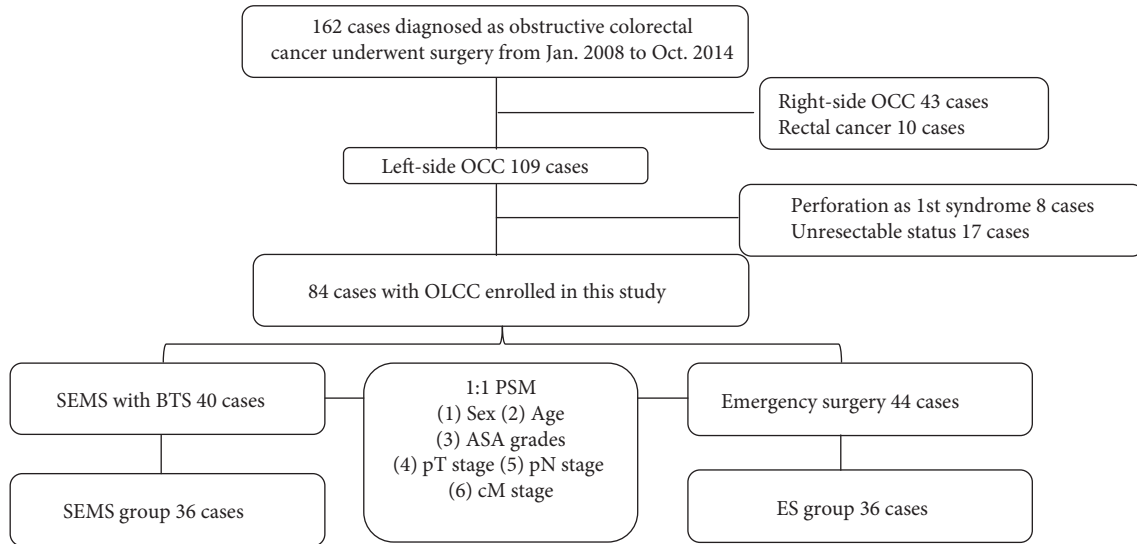 162 cases diagnosed as obstructive colorectal
cancer underwent surgery from Jan. 2008 to Oct. 2014
Right-side OCC 43 cases
Rectal cancer 10 cases
Left-side OCC 109 cases
Perforation as 1st syndrome 8 cases
Unresectable status 17 cases
84 cases with OLCC enrolled in this study
SEMS with BTS 40 cases
1:1 PSM
(1) Sex (2) Age
(3) ASA grades
(4) pT stage (5) pN stage
(6) cM stage
Emergency surgery 44 cases
SEMS group 36 cases
ES group 36 cases